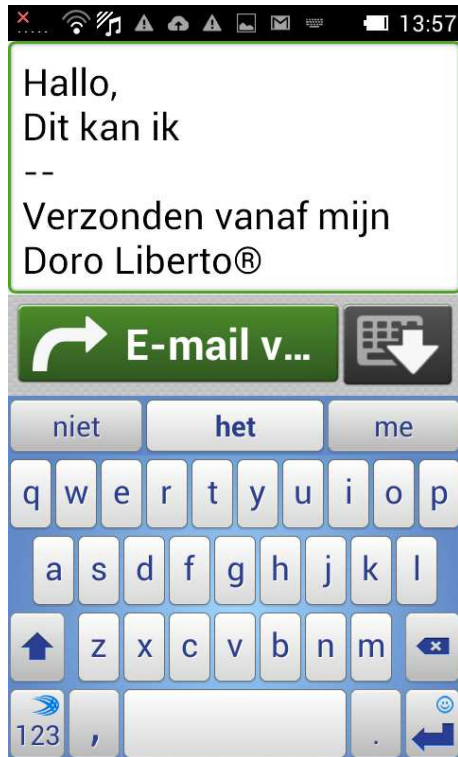 13:57
Hallo,
Dit kan ik
--
Verzonden vanaf mijn
Doro Liberto®
E-mail v...
niet het me
q w e r t y u i o p
a s d f g h j k l
z x c v b n m
123 , .